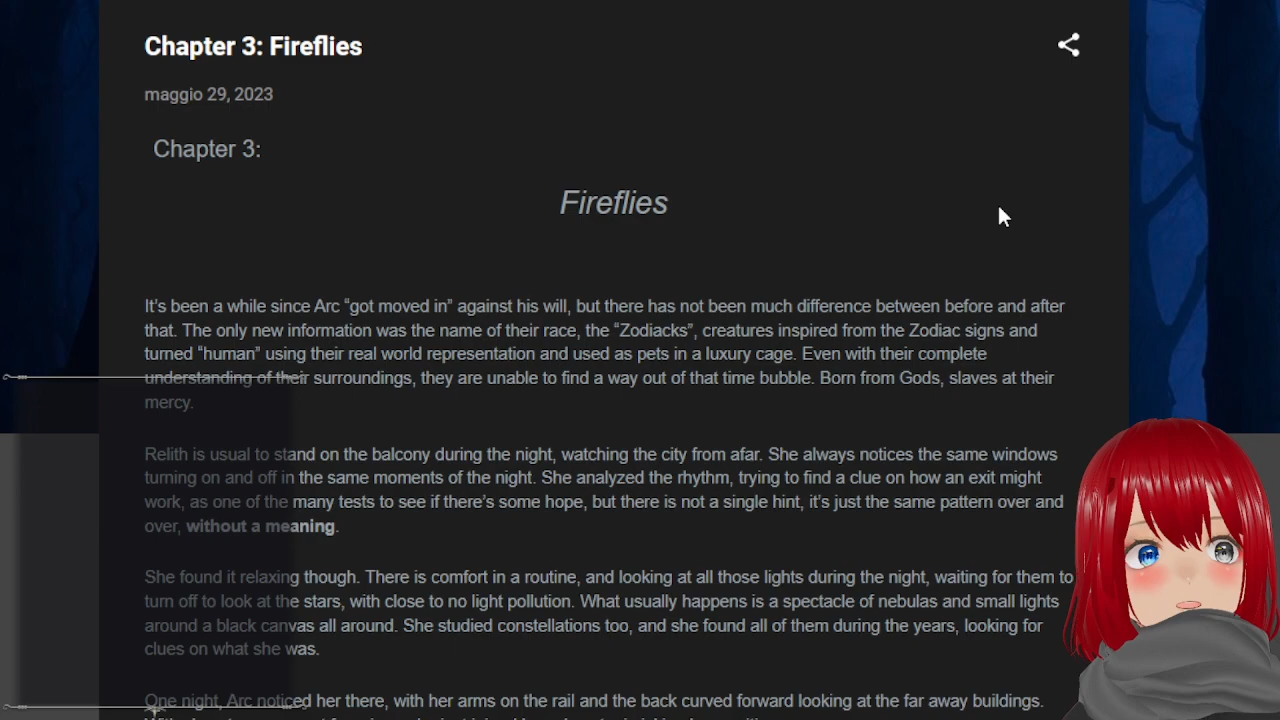 Chapter 3: Fireflies
maggio 29, 2023
Chapter 3:
Fireflies
It's been a while since Arc “got moved in” against his will, but there has not been much difference between before and after
that. The only new information was the name of their race, the “Zodiacks”, creatures inspired from the Zodiac signs and
turned “human” using their real world representation and used as pets in a luxury cage. Even with their complete
understanding of their surroundings, they are unable to find a way out of that time bubble. Born from Gods, slaves at their
mercy.
Relith is usual to stand on the balcony during the night, watching the city from afar. She always notices the same windows
turning on and off in the same moments of the night. She analyzed the rhythm, trying to find a clue on how an exit might
work, as one of the many tests to see if there’s some hope, but there is not a single hint, it’s just the same pattern over and
over, without a meaning.
She found it relaxing though. There is comfort in a routine, and looking at all those lights during the night, waiting for them to
turn off to look at the stars, with close to no light pollution. What usually happens is a spectacle of nebulas and small lights
around a black canvas all around. She studied constellations too, and she found all of them during the years, looking for
clues on what she was.
One night, Arc noticed her there, with her arms on the rail and the back curved forward looking at the far away buildings.